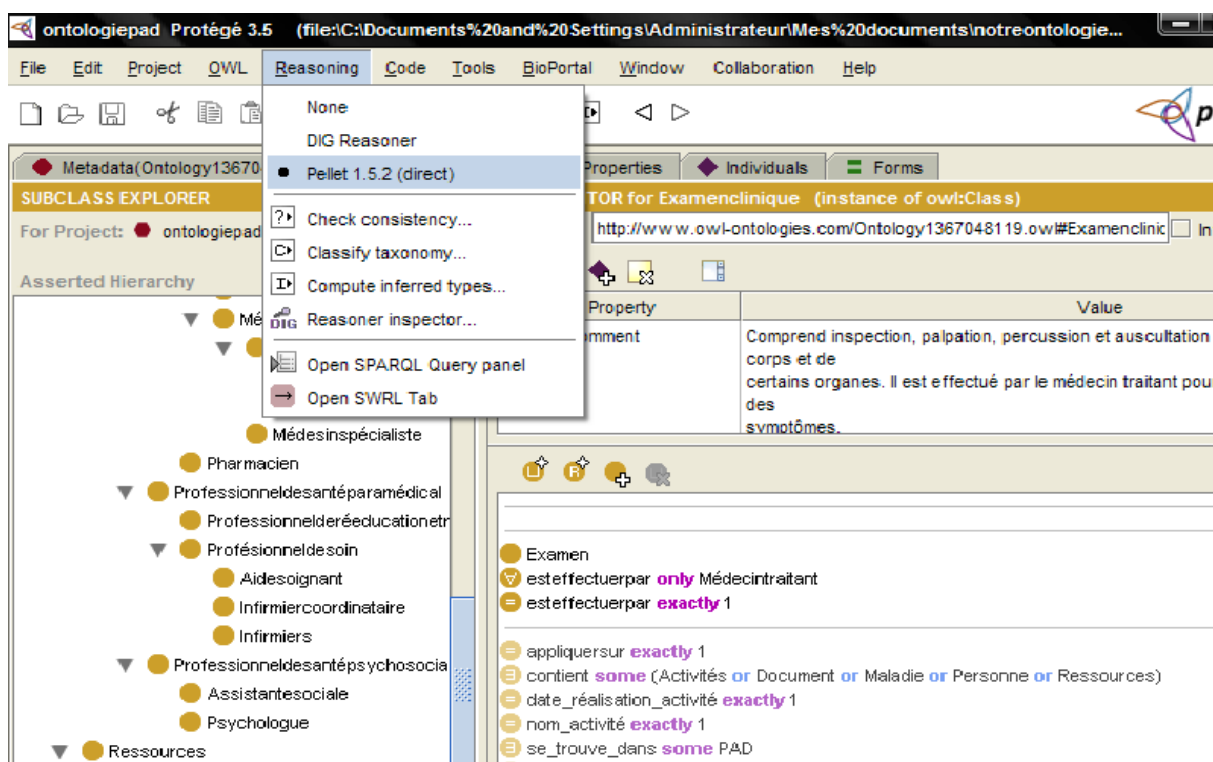 ontologiepad Protégé 3.5 (file:\C:\Documents%20and%20Settings\Administrateur\Mes%20documents\notreontologie...
File Edit Project OWL Reasoning Code Tools BioPortal Window Collaboration Help
None
DIG Reasoner
Pellet 1.5.2 (direct)
Check consistency...
Classify taxonomy...
Compute inferred types...
DIG Reasoner inspector...
Open SPARQL Query panel
Open SWRL Tab
Metadata(Ontology13670 Properties Individuals Forms
SUBCLASS EXPLORER
For Project: ontologiepad
Asserted Hierarchy
Mé
Médesinspécialiste
Pharmacien
Professionneldesantéparamédical
Professionnelderéeducationetr
Profésionneldesoin
Aidesoignant
Infirmiercoordinataire
Infirmiers
Professionneldesantépsychosocia
Assistantesociale
Psychologue
Ressources
TOR for Examenclinique (instance of owl:Class)
http://www.owl-ontologies.com/Ontology1367048119.owl#Examenclinic In
Property Value
mment Comprend inspection, palpation, percussion et auscultation
corps et de
certains organes. Il est effectué par le médecin traitant pou
des
symptômes.
Examen
esteffectuerpar only Médecintraitant
esteffectuerpar exactly 1
appliquersur exactly 1
contient some (Activités or Document or Maladie or Personne or Ressources)
date_réalisation_activité exactly 1
nom_activité exactly 1
se_trouve_dans some PAD